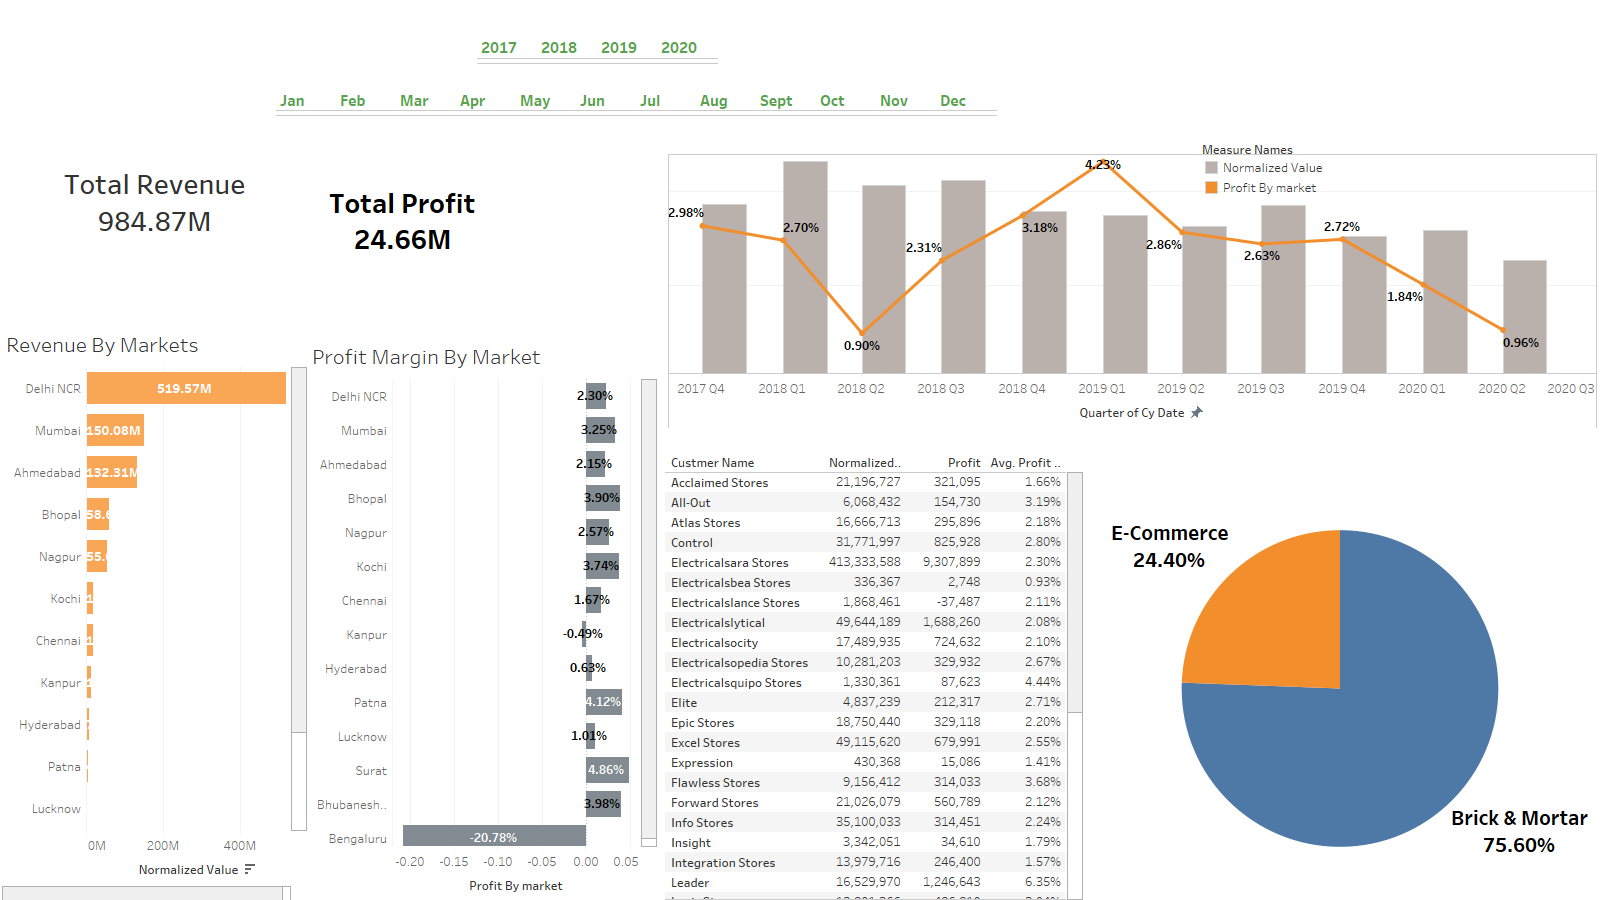 2017 2018 2019 2020
Jan Feb Mar Apr May Jun Jul Aug Sept Oct Nov Dec
Total Revenue
984.87M
Total Profit
24.66M
Measure Names
Normalized Value
Profit By market
2.98% 2.70% 0.90% 2.31% 3.18% 4.23% 2.86% 2.63% 2.72% 1.84% 0.96%
2017 Q4 2018 Q1 2018 Q2 2018 Q3 2018 Q4 2019 Q1 2019 Q2 2019 Q3 2019 Q4 2020 Q1 2020 Q2 2020 Q3
Quarter of Cy Date
Revenue By Markets
Delhi NCR 519.57M
Mumbai 150.08M
Ahmedabad 132.31M
Bhopal
Nagpur
Kochi
Chennai
Kanpur
Hyderabad
Patna
Lucknow
0M 200M 400M
Normalized Value
Profit Margin By Market
Delhi NCR 2.30%
Mumbai 3.25%
Ahmedabad 2.15%
Bhopal 3.90%
Nagpur 2.57%
Kochi 3.74%
Chennai 1.67%
Kanpur -0.49%
Hyderabad 0.63%
Patna 4.12%
Lucknow 1.01%
Surat 4.86%
Bhubanesh.. 3.98%
Bengaluru -20.78%
-0.20 -0.15 -0.10 -0.05 0.00 0.05
Profit By market
Custmer Name Normalized.. Profit Avg. Profit ..
Acclaimed Stores 21,196,727 321,095 1.66%
All-Out 6,068,432 154,730 3.19%
Atlas Stores 16,666,713 295,896 2.18%
Control 31,771,997 825,928 2.80%
Electricalsara Stores 413,333,588 9,307,899 2.30%
Electricalsbea Stores 336,367 2,748 0.93%
Electricalslance Stores 1,868,461 -37,487 2.11%
Electricalslytical 49,644,189 1,688,260 2.08%
Electricalsocity 17,489,935 724,632 2.10%
Electricalsopedia Stores 10,281,203 329,932 2.67%
Electricalsquipo Stores 1,330,361 87,623 4.44%
Elite 4,837,239 212,317 2.71%
Epic Stores 18,750,440 329,118 2.20%
Excel Stores 49,115,620 679,991 2.55%
Expression 430,368 15,086 1.41%
Flawless Stores 9,156,412 314,033 3.68%
Forward Stores 21,026,079 560,789 2.12%
Info Stores 35,100,033 314,451 2.24%
Insight 3,342,051 34,610 1.79%
Integration Stores 13,979,716 246,400 1.57%
Leader 16,529,970 1,246,643 6.35%
E-Commerce
24.40%
Brick & Mortar
75.60%